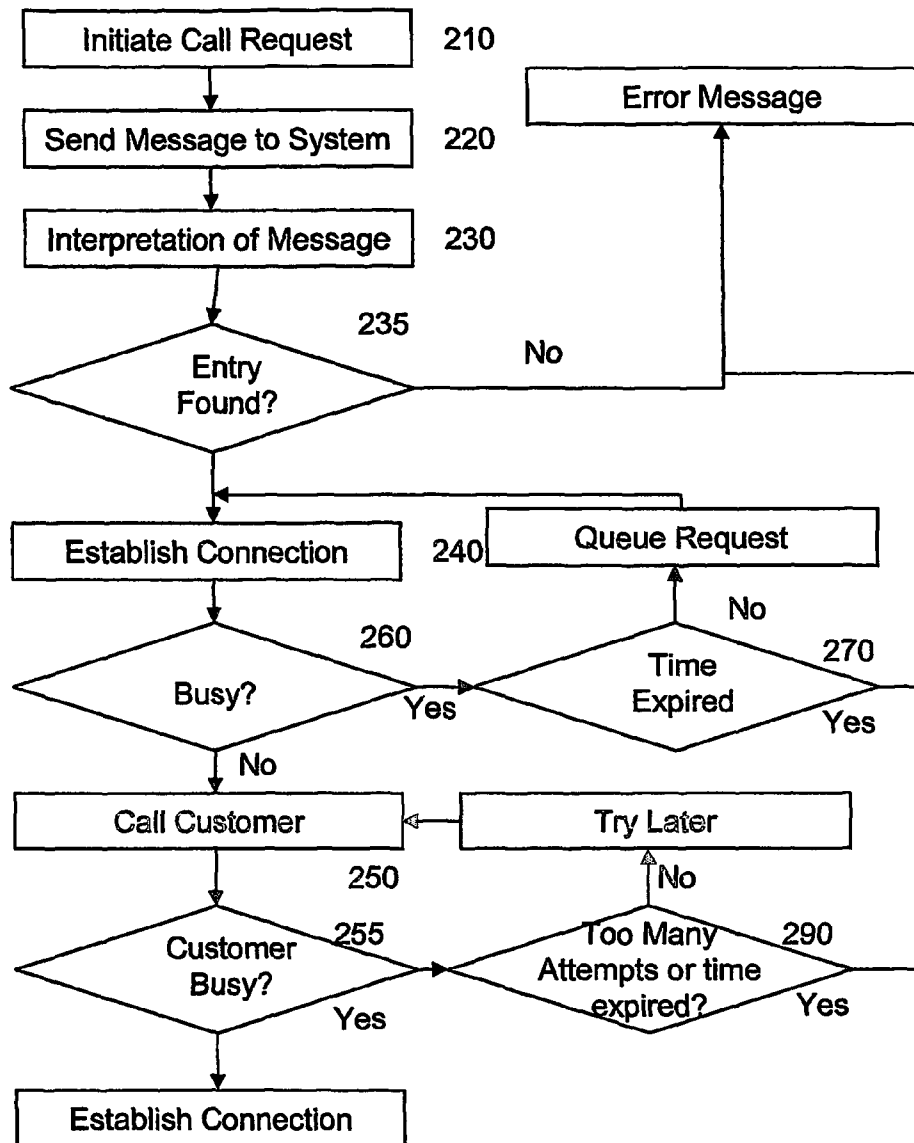 Initiate Call Request 210
Error Message
Send Message to System 220
Interpretation of Message 230
235
Entry
Found?
No
Establish Connection 240
Queue Request
No
260
Busy?
Yes
Time
Expired
270
Yes
No
Call Customer
Try Later
250
No
Customer
Busy?
255
Yes
Too Many
Attempts or time
expired?
290
Yes
Establish Connection